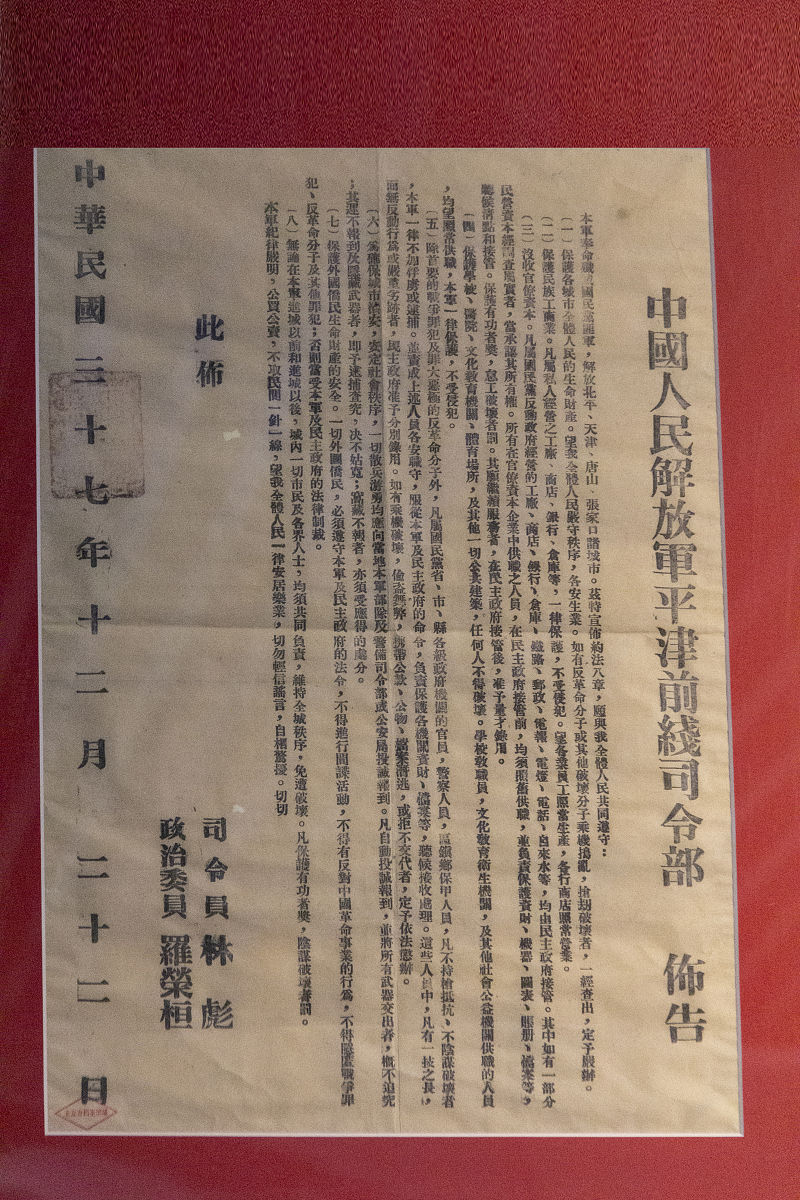 中國人民解放軍平津前綫司令部 佈告
本軍奉命殲滅國民黨匪軍，解放北平、天津、唐山、張家口諸城市。茲特宣佈約法八章，願與我全體人民共同遵守：
（一）保護各城市全體人民的生命財產。望我全體人民嚴守秩序，各安生業。如有反革命分子或其他破壞分子乘機搗亂，搶刼破壞者，一經查出，定予嚴辦。
（二）保護民族工商業。凡屬私人經營之工廠、商店、銀行、倉庫等，一律保護，不受侵犯。望各業員工照常生產，各行商店照常營業。
（三）沒收官僚資本。凡屬國民黨反動政府經營的工廠、商店、銀行、倉庫、鐵路、郵政、電報、電燈、電話、自來水等，均由民主政府接管。其中如有一部分
民營資本經調查屬實者，當承認其所有權。所有在官僚資本企業中供職之人員，在民主政府接管前，均須照舊供職，並負責保護資財、機器、圖表、賬册、檔案等，
聽候清點和接管。保護有功者獎，怠工破壞者罰。其願繼續服務者，在民主政府接管後，准予量才錄用。
（四）保護學校、醫院、文化教育機關、體育場所，及其他一切公共建築，任何人不得破壞。學校教職員，文化教育衛生機關，及其他社會公益機關供職的人員
，均望照常供職，本軍一律保護，不受侵犯。
（五）除首要的戰爭罪犯及罪大惡極的反革命分子外，凡屬國民黨省、市、縣各級政府機關的官員，警察人員，區鎮鄉保甲人員，凡不持槍抵抗、不陰謀破壞者
，本軍一律不加俘虜或逮捕。並責成上述人員各安職守，服從本軍及民主政府的命令，負責保護各機關資財、檔案等，聽候接收處理。這些人員中，凡有一技之長，
而無反動行為或嚴重劣跡者，民主政府准予分別錄用。如有乘機破壞，偷盜舞弊，携帶公款、公物、檔案潛逃，或拒不交代者，定予依法懲辦。
（六）為確保城市治安，安定社會秩序，一切散兵游勇均應向當地本軍部隊及警備司令部或公安局投誠報到。凡自動投誠報到，並將所有武器交出者，概不追究
；其遲不報到及隱藏武器者，即予逮捕查究，决不姑寬；窩藏不報者，亦須受應得的處分。
（七）保護外國僑民生命財產的安全。一切外國僑民，必須遵守本軍及民主政府的法令，不得進行間諜活動，不得有反對中國革命事業的行爲，不得隱匿戰爭罪
犯、反革命分子及其他罪犯；否則當受本軍及民主政府的法律制裁。
（八）無論在本軍進城以前和進城以後，城內一切市民及各界人士，均須共同負責，維持全城秩序，免遭破壞。凡保護有功者獎，陰謀破壞者罰。
本軍紀律嚴明，公買公賣，不取民間一針一線，望我全體人民一律安居樂業，切勿輕信謠言，自相驚擾。切切
此佈
司令員 林彪
政治委員 羅榮桓
中華民國三十七年十二月二十二日